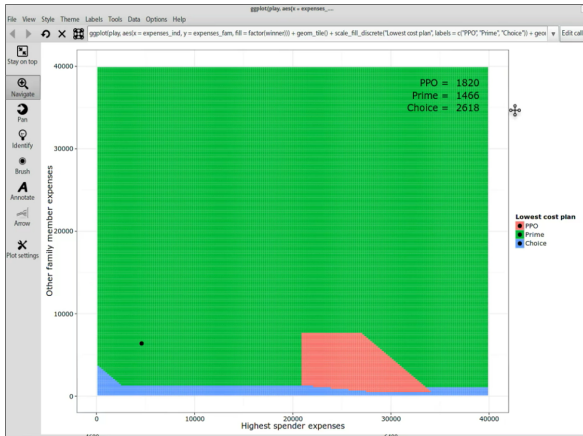 ggplot(play, aes(x = expenses_....
File View Style Theme Labels Tools Data Options Help
ggplot(play, aes(x = expenses_ind, y = expenses_fam, fill = factor(winner))) + geom_tile() + scale_fill_discrete("Lowest cost plan", labels = c("PPO", "Prime", "Choice")) + geo
Edit call
Stay on top
Navigate
Pan
Identify
Brush
A
Annotate
Arrow
Plot settings
Other family member expenses
40000
30000
20000
10000
0
PPO = 1820
Prime = 1466
Choice = 2618
Lowest cost plan
PPO
Prime
Choice
0 10000 20000 30000 40000
Highest spender expenses